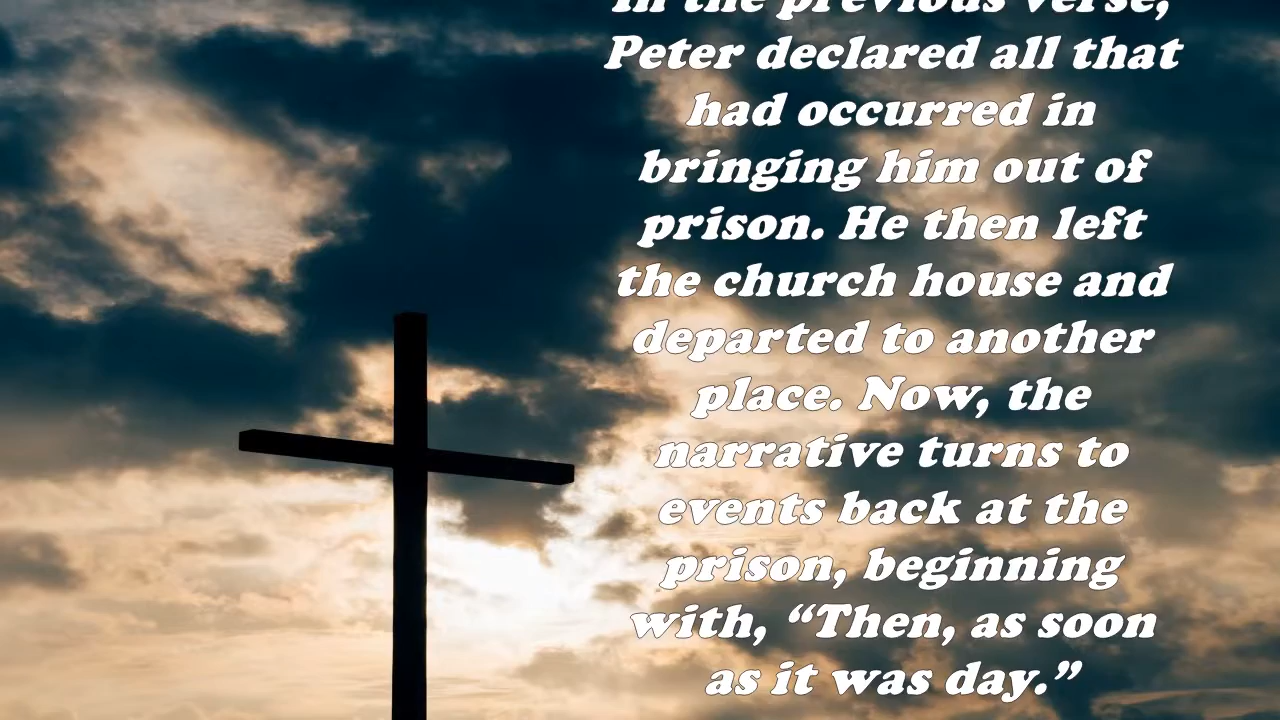 In the previous verse,
Peter declared all that
had occurred in
bringing him out of
prison. He then left
the church house and
departed to another
place. Now, the
narrative turns to
events back at the
prison, beginning
with, “Then, as soon
as it was day.”